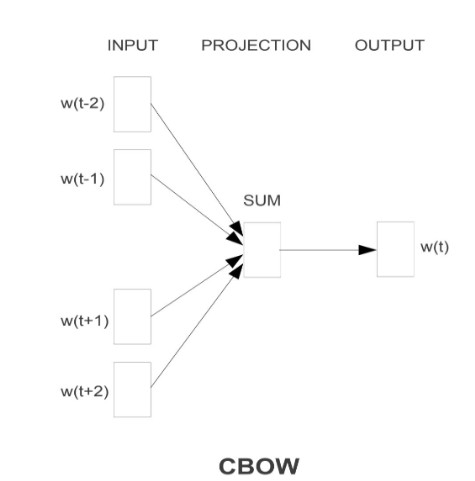 INPUT PROJECTION OUTPUT
w(t-2)
w(t-1)
SUM
w(t)
w(t+1)
w(t+2)
CBOW